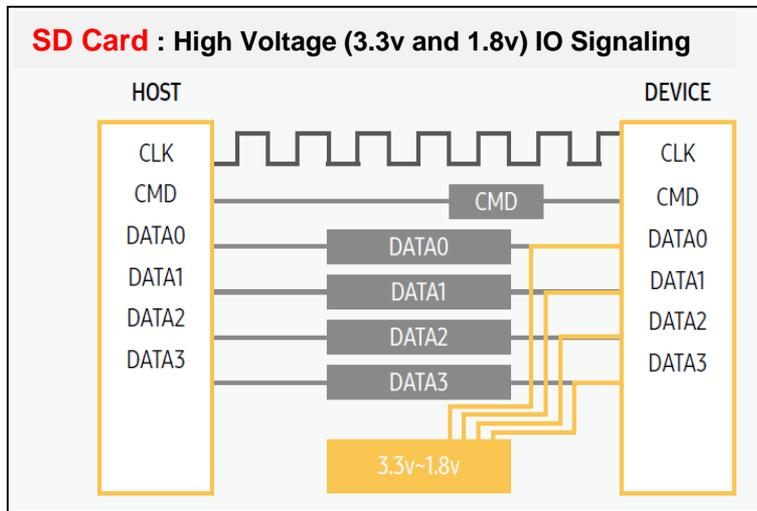 SD Card : High Voltage (3.3v and 1.8v) IO Signaling
HOST
DEVICE
CLK
CLK
CMD
CMD
CMD
DATA0
DATA0
DATA0
DATA1
DATA1
DATA1
DATA2
DATA2
DATA2
DATA3
DATA3
DATA3
3.3v~1.8v